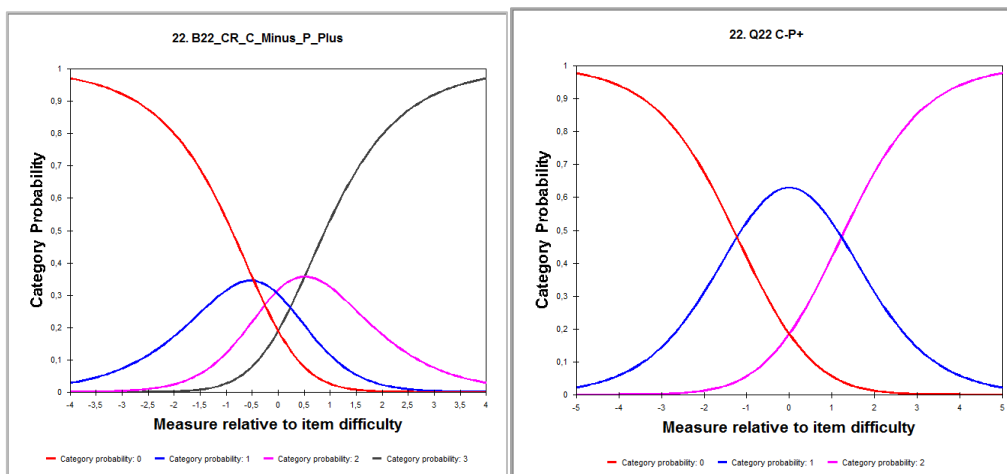 22. B22_CR_C_Minus_P_Plus
Category Probability
1
0,9
0,8
0,7
0,6
0,5
0,4
0,3
0,2
0,1
0
-4 -3,5 -3 -2,5 -2 -1,5 -1 -0,5 0 0,5 1 1,5 2 2,5 3 3,5 4
Measure relative to item difficulty
Category probability: 0 Category probability: 1 Category probability: 2 Category probability: 3
22. Q22 C-P+
Category Probability
1
0,9
0,8
0,7
0,6
0,5
0,4
0,3
0,2
0,1
0
-5 -4 -3 -2 -1 0 1 2 3 4 5
Measure relative to item difficulty
Category probability: 0 Category probability: 1 Category probability: 2